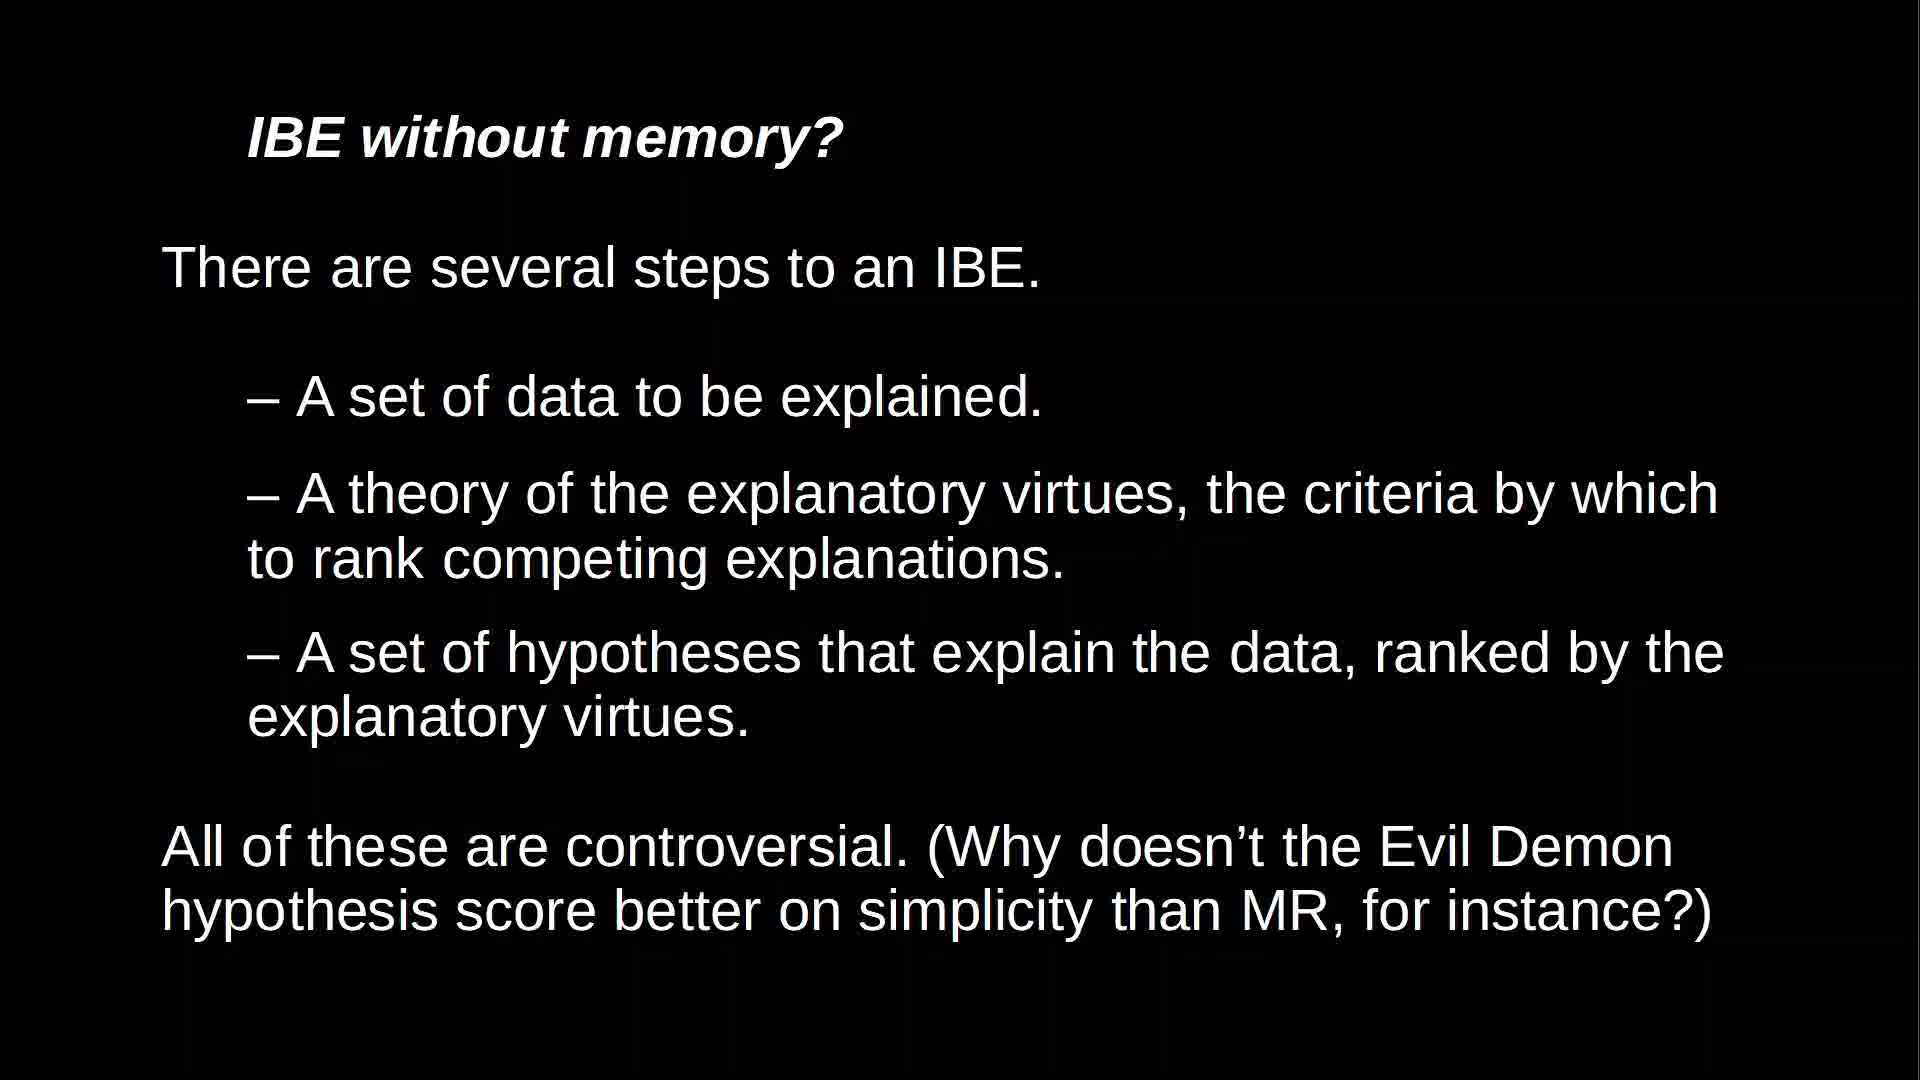 IBE without memory?
There are several steps to an IBE.
– A set of data to be explained.
– A theory of the explanatory virtues, the criteria by which
to rank competing explanations.
– A set of hypotheses that explain the data, ranked by the
explanatory virtues.
All of these are controversial. (Why doesn’t the Evil Demon
hypothesis score better on simplicity than MR, for instance?)